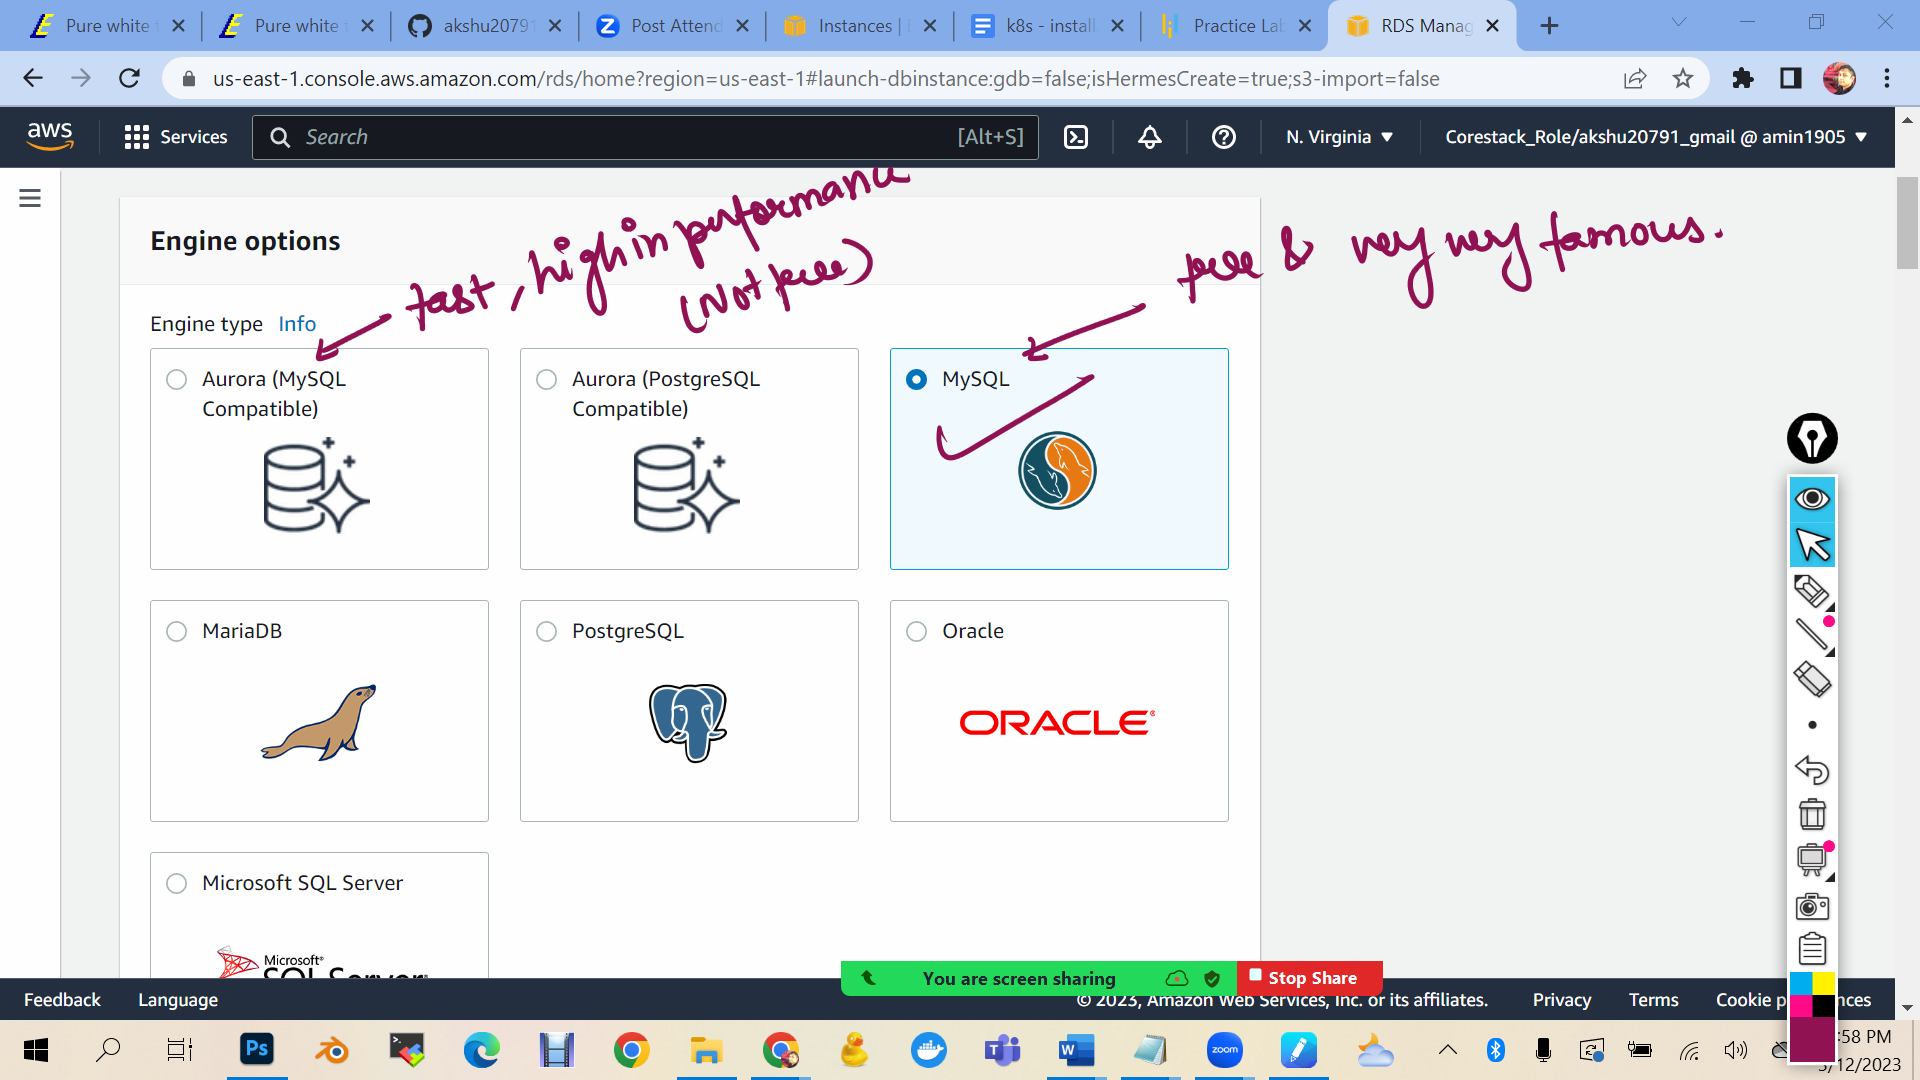 Pure white
Pure white
akshu2079
Post Attend
Instances |
k8s - install
Practice Lab
RDS Manag
us-east-1.console.aws.amazon.com/rds/home?region=us-east-1#launch-dbinstance:gdb=false;isHermesCreate=true;s3-import=false
aws
Services
Search
[Alt+S]
N. Virginia
Corestack_Role/akshu20791_gmail @ amin1905
Engine options
fast, high in performance
(Not free)
free & very very famous.
Engine type Info
Aurora (MySQL
Compatible)
Aurora (PostgreSQL
Compatible)
MySQL
MariaDB
PostgreSQL
Oracle
ORACLE
Microsoft SQL Server
Microsoft
SQL Server
You are screen sharing
Stop Share
Feedback
Language
© 2023, Amazon Web Services, Inc. or its affiliates.
Privacy
Terms
Cookie p
nces
Ps
zoom
:58 PM
/12/2023